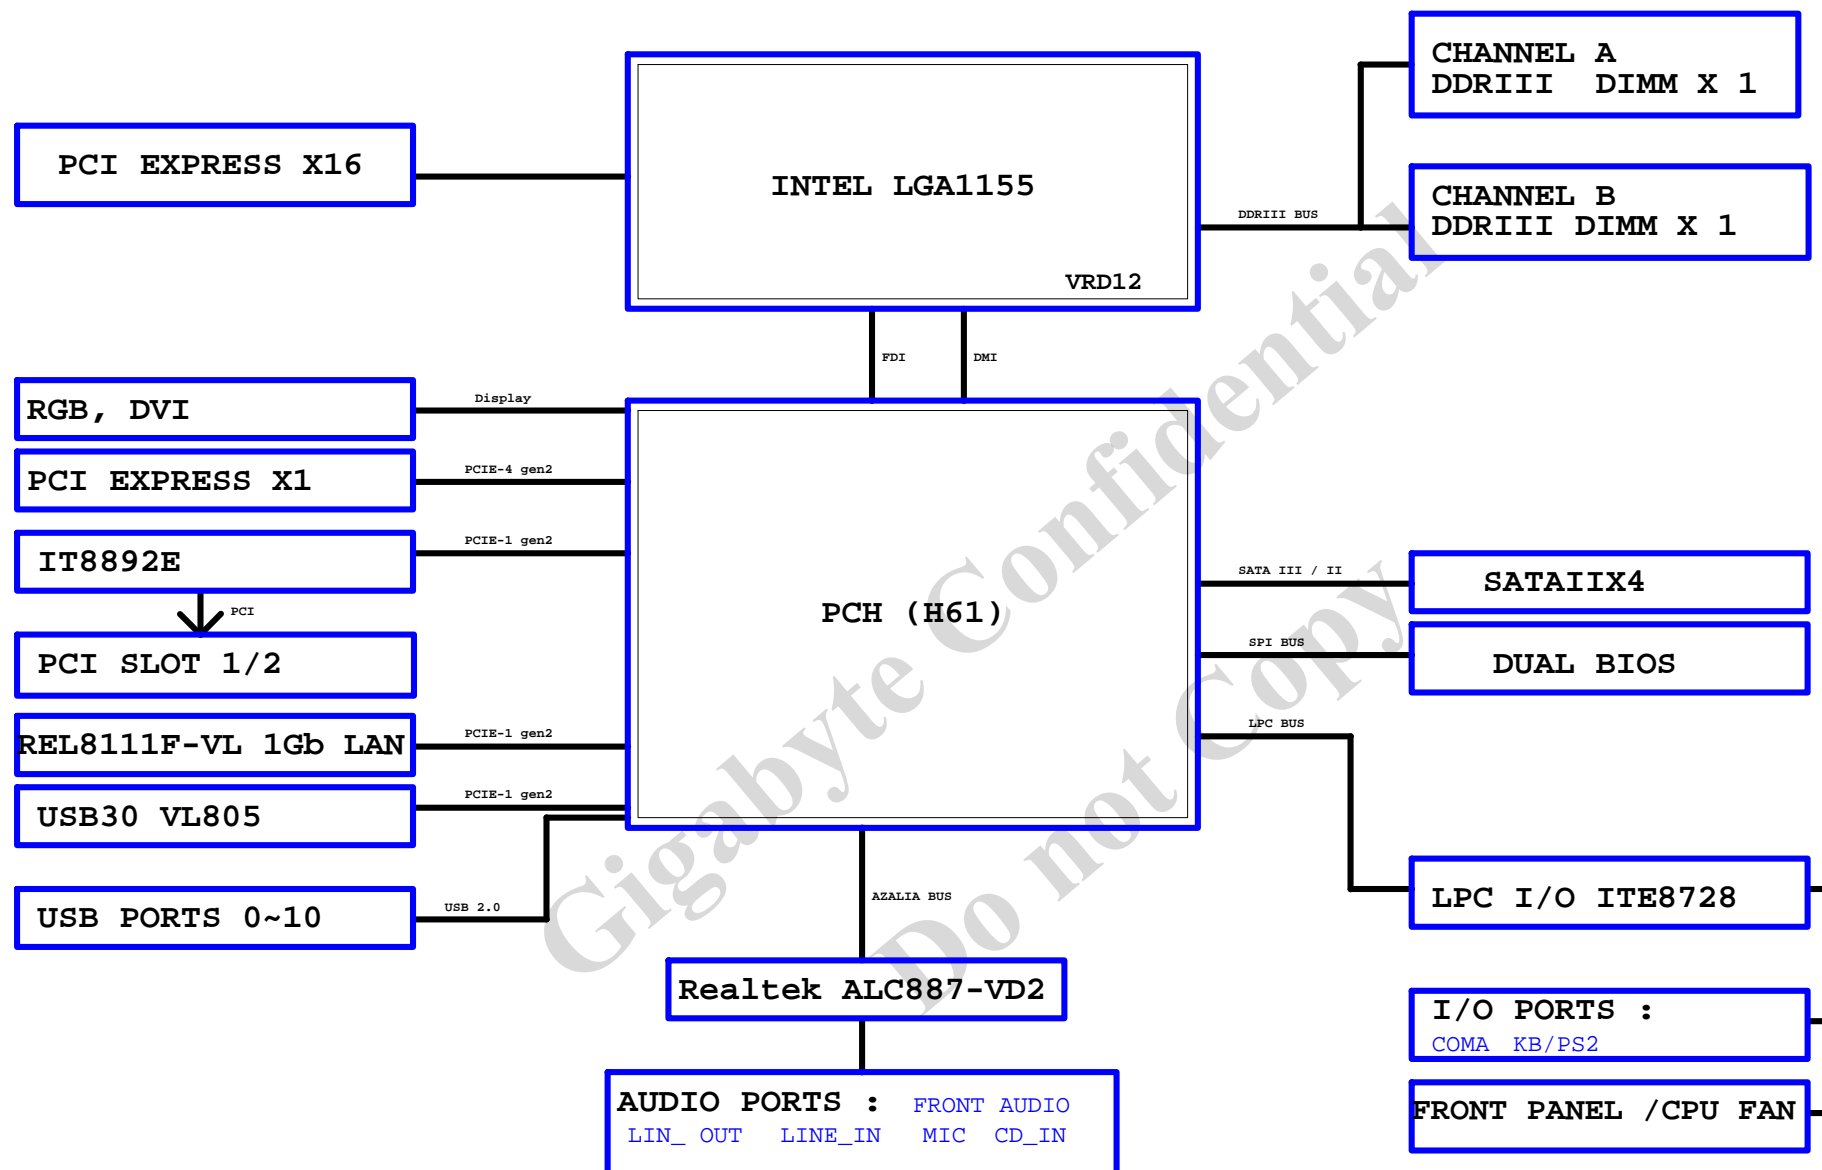 CHANNEL A
DDRIII DIMM X 1
PCI EXPRESS X16
INTEL LGA1155
VRD12
DDRIII BUS
CHANNEL B
DDRIII DIMM X 1
FDI
DMI
RGB, DVI
Display
PCI EXPRESS X1
PCIE-4 gen2
IT8892E
PCIE-1 gen2
PCI
PCI SLOT 1/2
PCH (H61)
SATA III / II
SATAIIX4
SPI BUS
DUAL BIOS
REL8111F-VL 1Gb LAN
PCIE-1 gen2
LPC BUS
USB30 VL805
PCIE-1 gen2
USB PORTS 0~10
USB 2.0
AZALIA BUS
LPC I/O ITE8728
Realtek ALC887-VD2
I/O PORTS :
COMA KB/PS2
AUDIO PORTS : FRONT AUDIO
LIN_ OUT LINE_IN MIC CD_IN
FRONT PANEL /CPU FAN
Gigabyte Confidential
Do not Copy